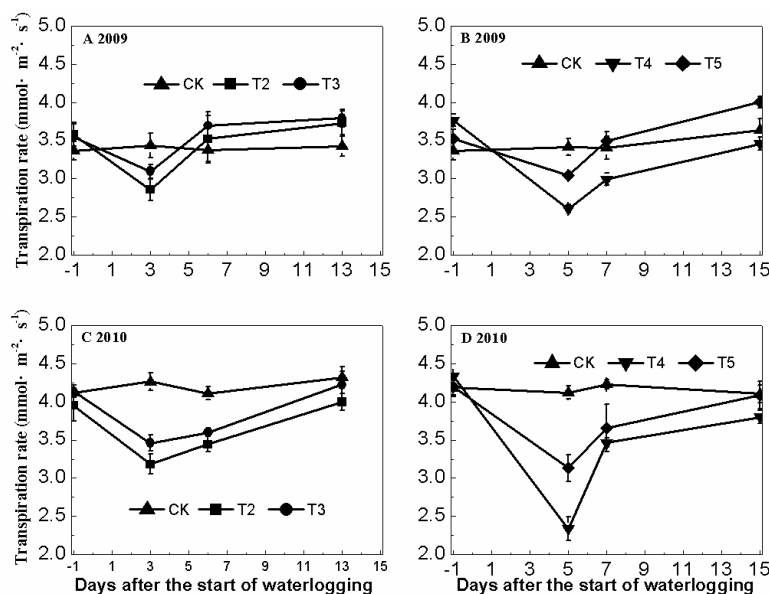 A 2009
CK T2 T3
5.0
4.5
4.0
3.5
3.0
2.5
2.0
-1 1 3 5 7 9 11 13 15
Transpiration rate (mmol· m⁻²· s⁻¹)
B 2009
CK T4 T5
5.0
4.5
4.0
3.5
3.0
2.5
2.0
-1 1 3 5 7 9 11 13 15
C 2010
CK T2 T3
5.0
4.5
4.0
3.5
3.0
2.5
2.0
-1 1 3 5 7 9 11 13 15
Transpiration rate (mmol· m⁻²· s⁻¹)
Days after the start of waterlogging
D 2010
CK T4 T5
5.0
4.5
4.0
3.5
3.0
2.5
2.0
-1 1 3 5 7 9 11 13 15
Days after the start of waterlogging